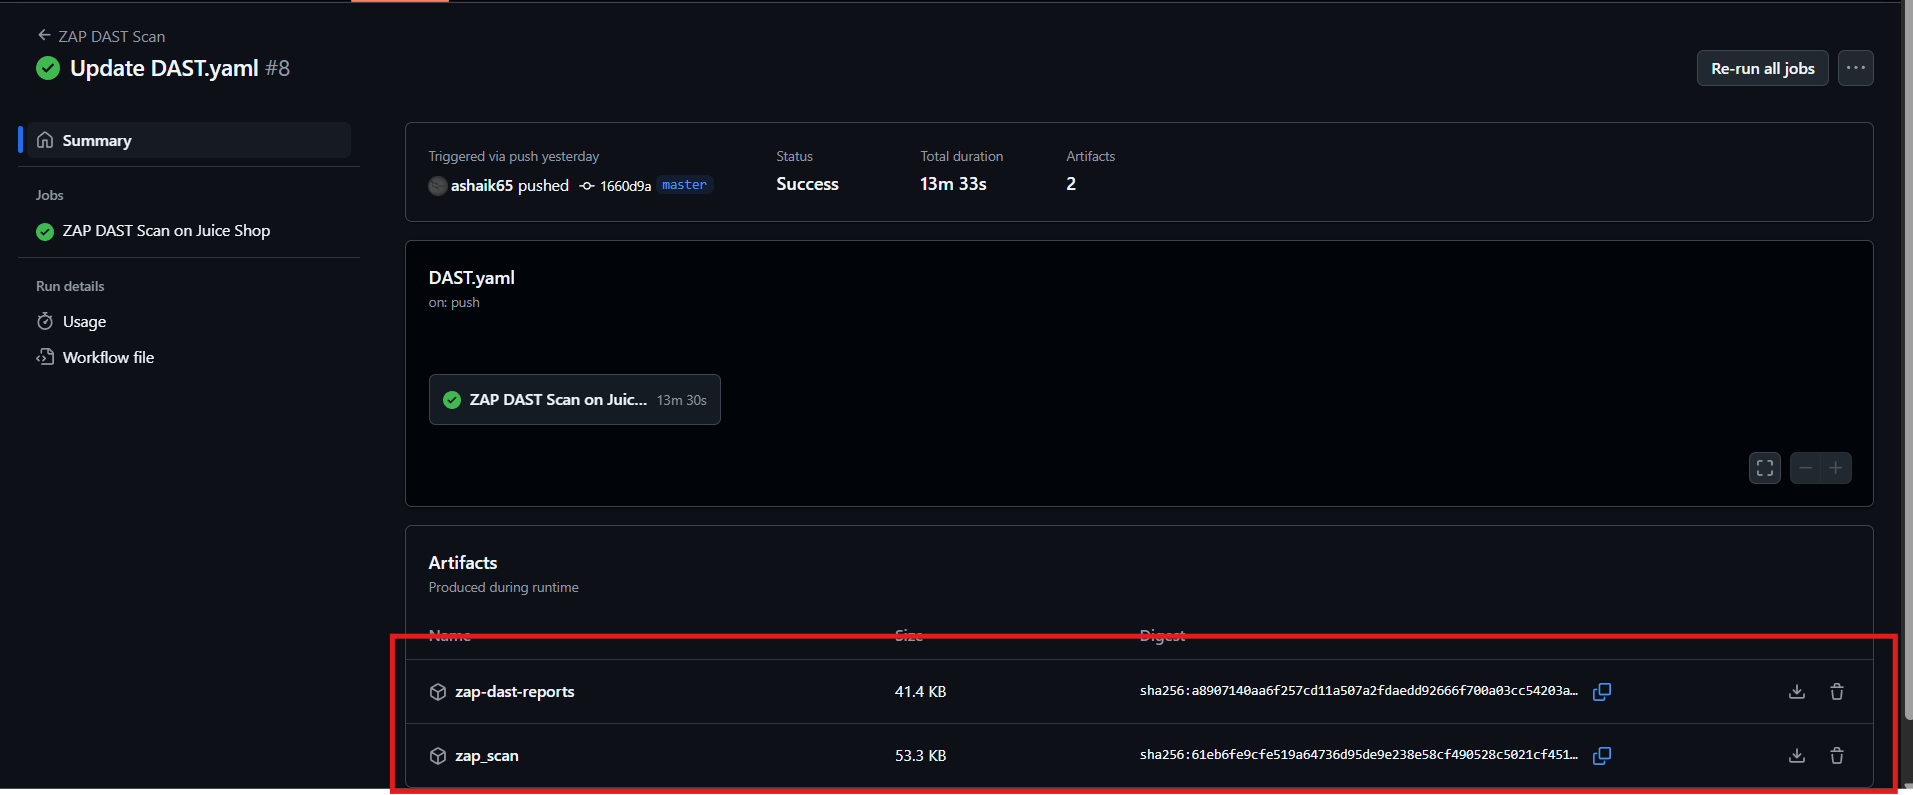 ZAP DAST Scan
Update DAST.yaml #8
Re-run all jobs
Summary
Jobs
ZAP DAST Scan on Juice Shop
Run details
Usage
Workflow file
Triggered via push yesterday
ashaik65 pushed 1660d9a master
Status
Success
Total duration
13m 33s
Artifacts
2
DAST.yaml
on: push
ZAP DAST Scan on Juic... 13m 30s
Artifacts
Produced during runtime
Name Size Digest
zap-dast-reports 41.4 KB sha256:a8907140aa6f257cd11a507a2fdaedd92666f700a03cc54203a…
zap_scan 53.3 KB sha256:61eb6fe9cfe519a64736d95de9e238e58cf490528c5021cf451…